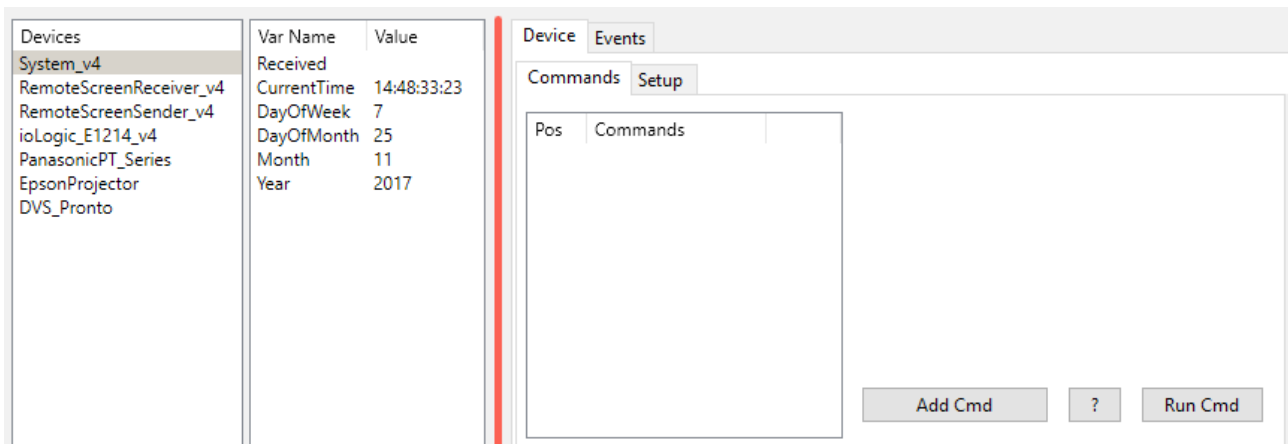 Devices
System_v4
RemoteScreenReceiver_v4
RemoteScreenSender_v4
ioLogic_E1214_v4
PanasonicPT_Series
EpsonProjector
DVS_Pronto
Var Name Value
Received
CurrentTime 14:48:33:23
DayOfWeek 7
DayOfMonth 25
Month 11
Year 2017
Device Events
Commands Setup
Pos Commands
Add Cmd ? Run Cmd